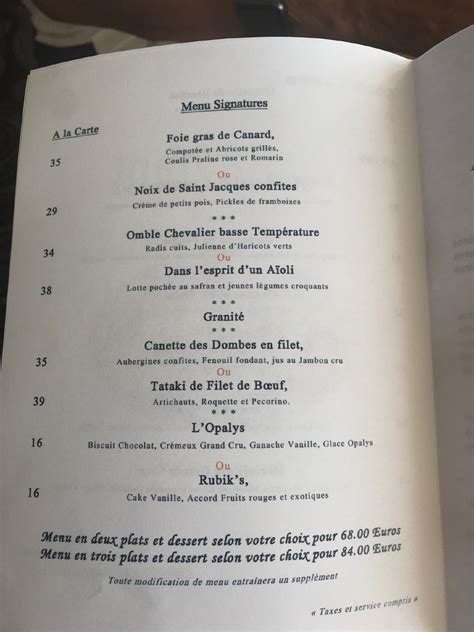 Menu Signatures
A la Carte
Foie gras de Canard,
Compotée et Abricots grillés,
35
Coulis Praline rose et Romarin
Ou
Noix de Saint Jacques confites
29
Crème de petits pois, Pickles de framboises
* * *
Omble Chevalier basse Température
34
Radis cuits, Julienne d'Haricots verts
Ou
Dans l'esprit d'un Aïoli
38
Lotte pochée au safran et jeunes légumes croquants
* * *
Granité
* * *
Canette des Dombes en filet,
35
Aubergines confites, Fenouil fondant, jus au Jambon cru
Ou
Tataki de Filet de Bœuf,
39
Artichauts, Roquette et Pecorino.
* * *
L'Opalys
16
Biscuit Chocolat, Crémeux Grand Cru, Ganache Vanille, Glace Opalys
Ou
Rubik's,
16
Cake Vanille, Accord Fruits rouges et exotiques
Menu en deux plats et dessert selon votre choix pour 68.00 Euros
Menu en trois plats et dessert selon votre choix pour 84.00 Euros
Toute modification de menu entraînera un supplément
« Taxes et service compris »